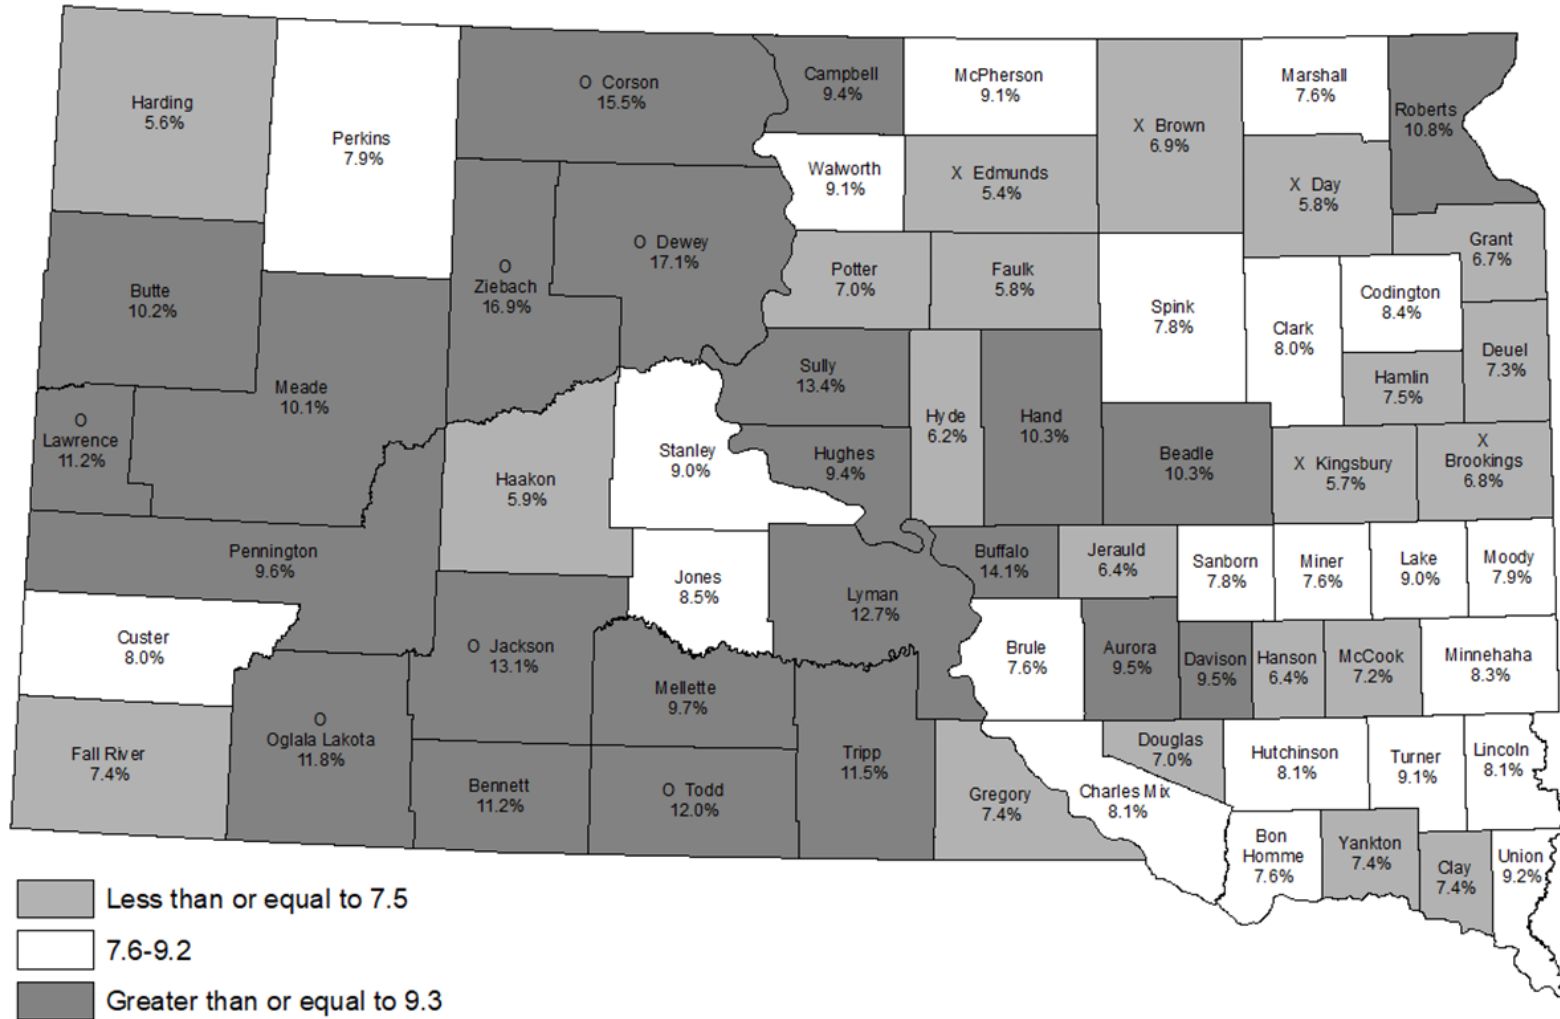 Harding
5.6%
Perkins
7.9%
O Corson
15.5%
Campbell
9.4%
McPherson
9.1%
X Brown
6.9%
Marshall
7.6%
Roberts
10.8%
Walworth
9.1%
X Edmunds
5.4%
X Day
5.8%
Butte
10.2%
O
Ziebach
16.9%
O Dewey
17.1%
Potter
7.0%
Faulk
5.8%
Spink
7.8%
Clark
8.0%
Codington
8.4%
Grant
6.7%
Meade
10.1%
Sully
13.4%
Hyde
6.2%
Hand
10.3%
Hamlin
7.5%
Deuel
7.3%
O
Lawrence
11.2%
Haakon
5.9%
Stanley
9.0%
Hughes
9.4%
Beadle
10.3%
X Kingsbury
5.7%
X
Brookings
6.8%
Pennington
9.6%
Jones
8.5%
Lyman
12.7%
Buffalo
14.1%
Jerauld
6.4%
Sanborn
7.8%
Miner
7.6%
Lake
9.0%
Moody
7.9%
Custer
8.0%
O Jackson
13.1%
Mellette
9.7%
Brule
7.6%
Aurora
9.5%
Davison
9.5%
Hanson
6.4%
McCook
7.2%
Minnehaha
8.3%
Fall River
7.4%
O
Oglala Lakota
11.8%
Bennett
11.2%
O Todd
12.0%
Tripp
11.5%
Gregory
7.4%
Charles Mix
8.1%
Douglas
7.0%
Hutchinson
8.1%
Turner
9.1%
Lincoln
8.1%
Bon
Homme
7.6%
Yankton
7.4%
Clay
7.4%
Union
9.2%
Less than or equal to 7.5
7.6-9.2
Greater than or equal to 9.3